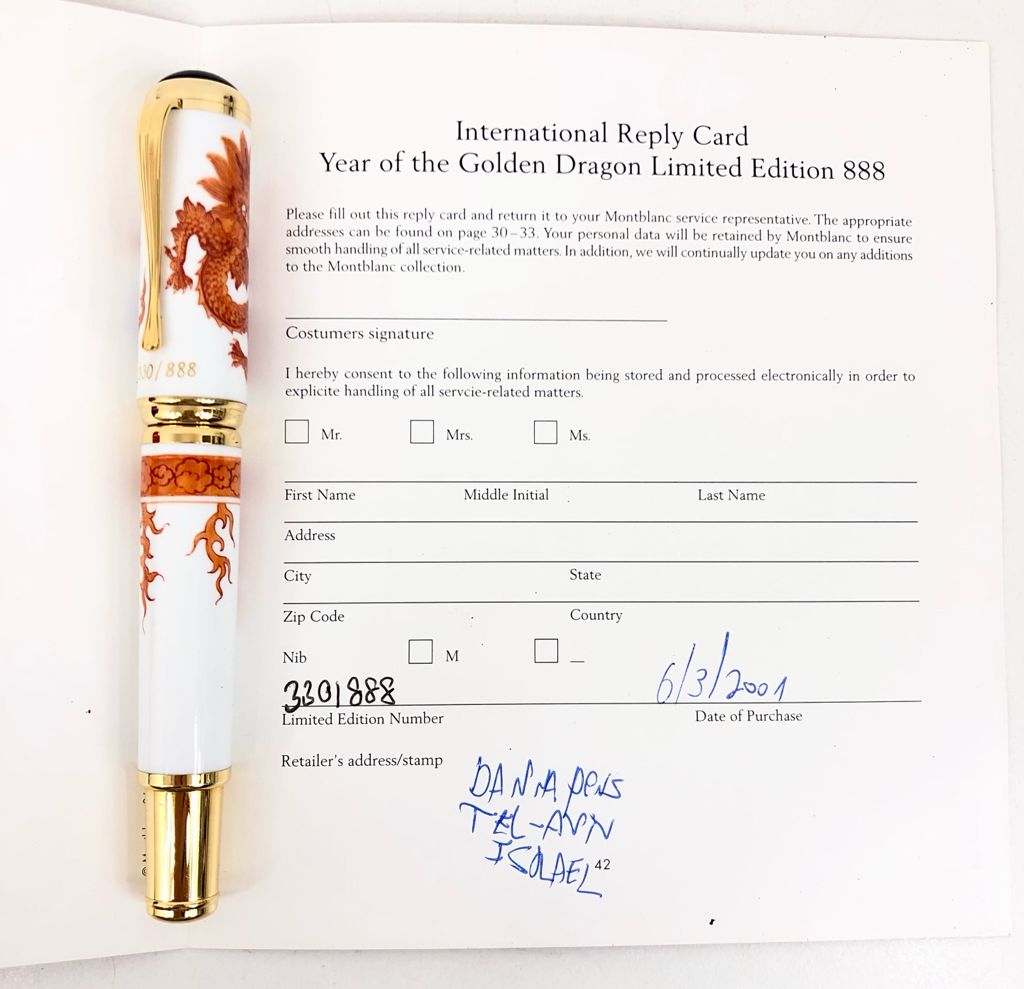 International Reply Card
Year of the Golden Dragon Limited Edition 888
Please fill out this reply card and return it to your Montblanc service representative. The appropriate
addresses can be found on page 30–33. Your personal data will be retained by Montblanc to ensure
smooth handling of all service-related matters. In addition, we will continually update you on any additions
to the Montblanc collection.
Costumers signature
I hereby consent to the following information being stored and processed electronically in order to
explicite handling of all servcie-related matters.
Mr. Mrs. Ms.
First Name Middle Initial Last Name
Address
City State
Zip Code Country
Nib M —
330/888 6/3/2001
Limited Edition Number Date of Purchase
Retailer's address/stamp
pens
TEL-AVIV
ISRAEL
42
/ 888